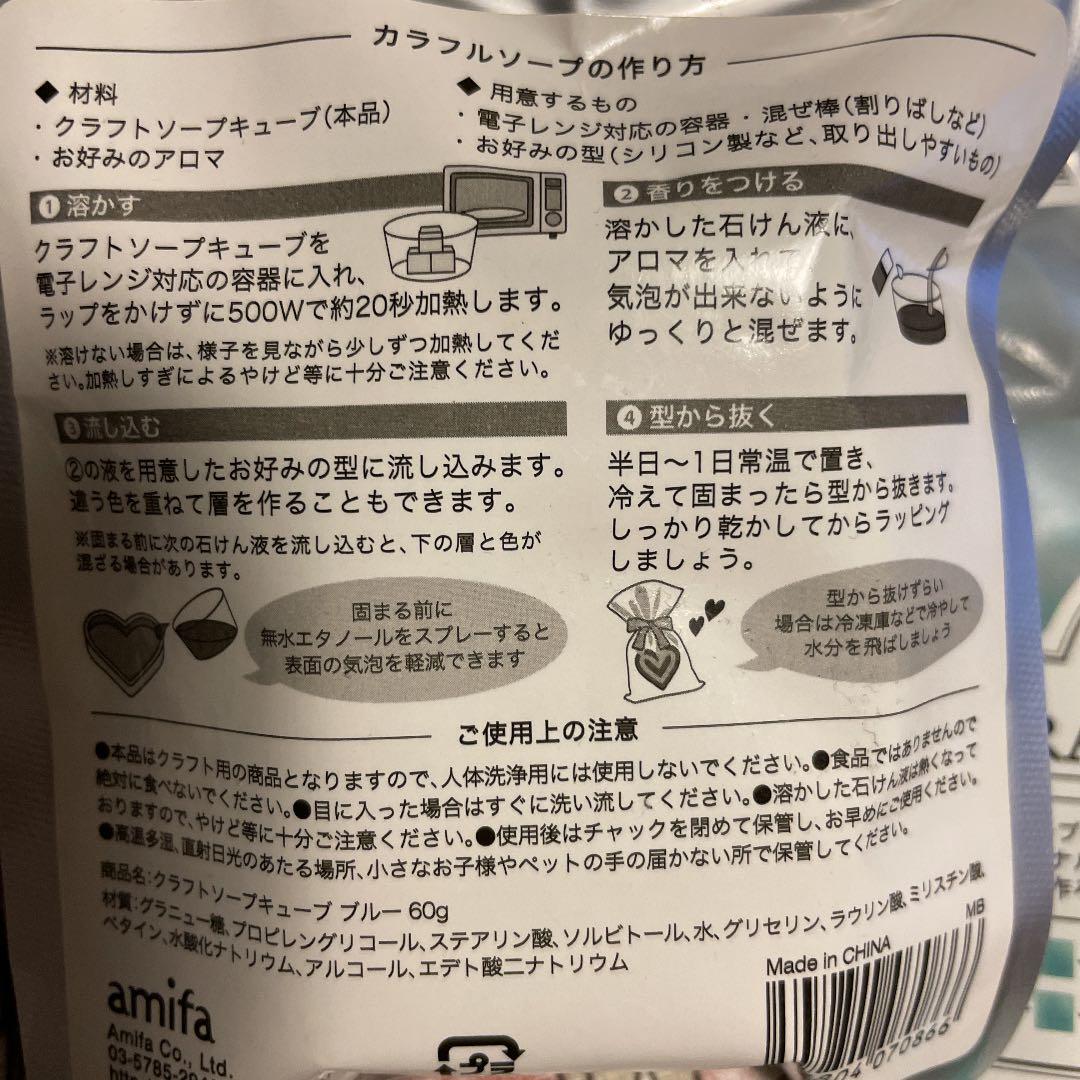 カラフルソープの作り方
◆ 材料
・クラフトソープキューブ(本品)
・お好みのアロマ
◆ 用意するもの
・電子レンジ対応の容器・混ぜ棒(割りばしなど)
・お好みの型(シリコン製など、取り出しやすいもの)
❶溶かす
クラフトソープキューブを
電子レンジ対応の容器に入れ、
ラップをかけずに500Wで約20秒加熱します。
※溶けない場合は、様子を見ながら少しずつ加熱してくだ
さい。加熱しすぎによるやけど等に十分ご注意ください。
❷香りをつける
溶かした石けん液に、
アロマを入れて
気泡が出来ないように
ゆっくりと混ぜます。
❸流し込む
②の液を用意したお好みの型に流し込みます。
違う色を重ねて層を作ることもできます。
※固まる前に次の石けん液を流し込むと、下の層と色が
混ざる場合があります。
固まる前に
無水エタノールをスプレーすると
表面の気泡を軽減できます
❹型から抜く
半日～1日常温で置き、
冷えて固まったら型から抜きます。
しっかり乾かしてからラッピング
しましょう。
型から抜けずらい
場合は冷凍庫などで冷やして
水分を飛ばしましょう
ご使用上の注意
●本品はクラフト用の商品となりますので、人体洗浄用には使用しないでください。●食品ではありませんので
絶対に食べないでください。●目に入った場合はすぐに洗い流してください。●溶かした石けん液は熱くなって
おりますので、やけど等に十分ご注意ください。●使用後はチャックを閉めて保管し、お早めにご使用ください。
●高温多湿、直射日光のあたる場所、小さなお子様やペットの手の届かない所で保管してください。
商品名:クラフトソープキューブ ブルー 60g
材質:グラニュー糖、プロピレングリコール、ステアリン酸、ソルビトール、水、グリセリン、ラウリン酸、ミリスチン酸、
ベタイン、水酸化ナトリウム、アルコール、エデト酸二ナトリウム
MB
Made in CHINA
amifa
Amifa Co., Ltd.
03-5785-
070866
プラ